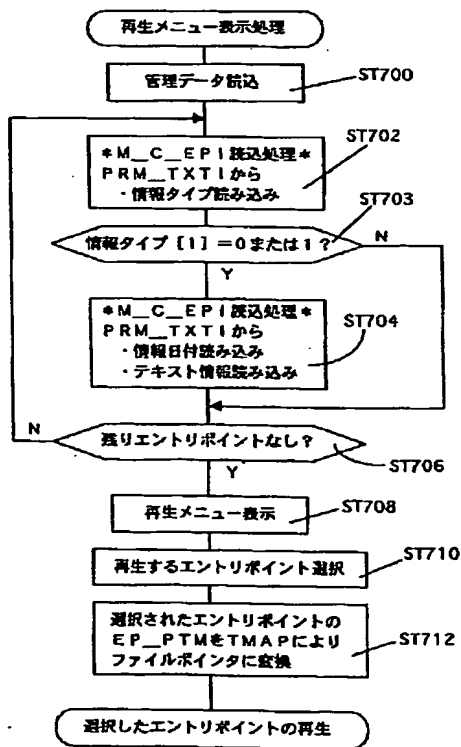 再生メニュー表示処理
管理データ読込
ST700
*M_C_EPI読込処理*
PRM_TXTIから
・情報タイプ読み込み
ST702
情報タイプ[1]=0または1?
ST703
N
Y
*M_C_EPI読込処理*
PRM_TXTIから
・情報日付読み込み
・テキスト情報読み込み
ST704
N
残りエントリポイントなし?
ST706
Y
再生メニュー表示
ST708
再生するエントリポイント選択
ST710
選択されたエントリポイントの
EP_PTMをTMAPにより
ファイルポインタに変換
ST712
選択したエントリポイントの再生